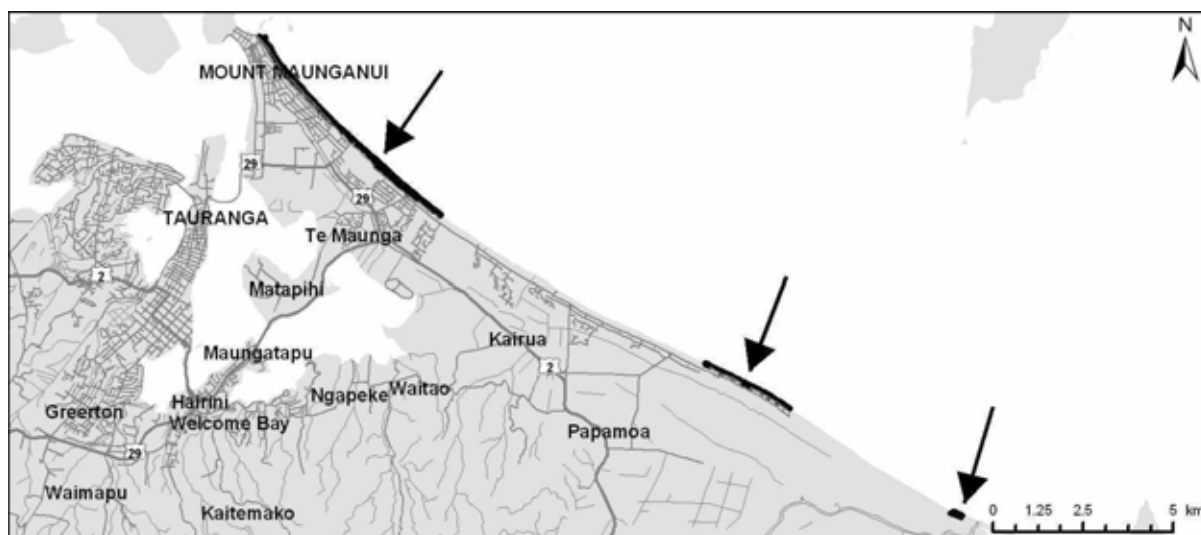 N
MOUNT MAUNGANUI
29
29
TAURANGA
Te Maunga
2
Matapihi
Kairua
Maungatapu
2
Ngapeke
Waitao
Greerton
Hairini
Welcome Bay
Papamoa
29
Waimapu
Kaitemako
0 1.25 2.5 5 km